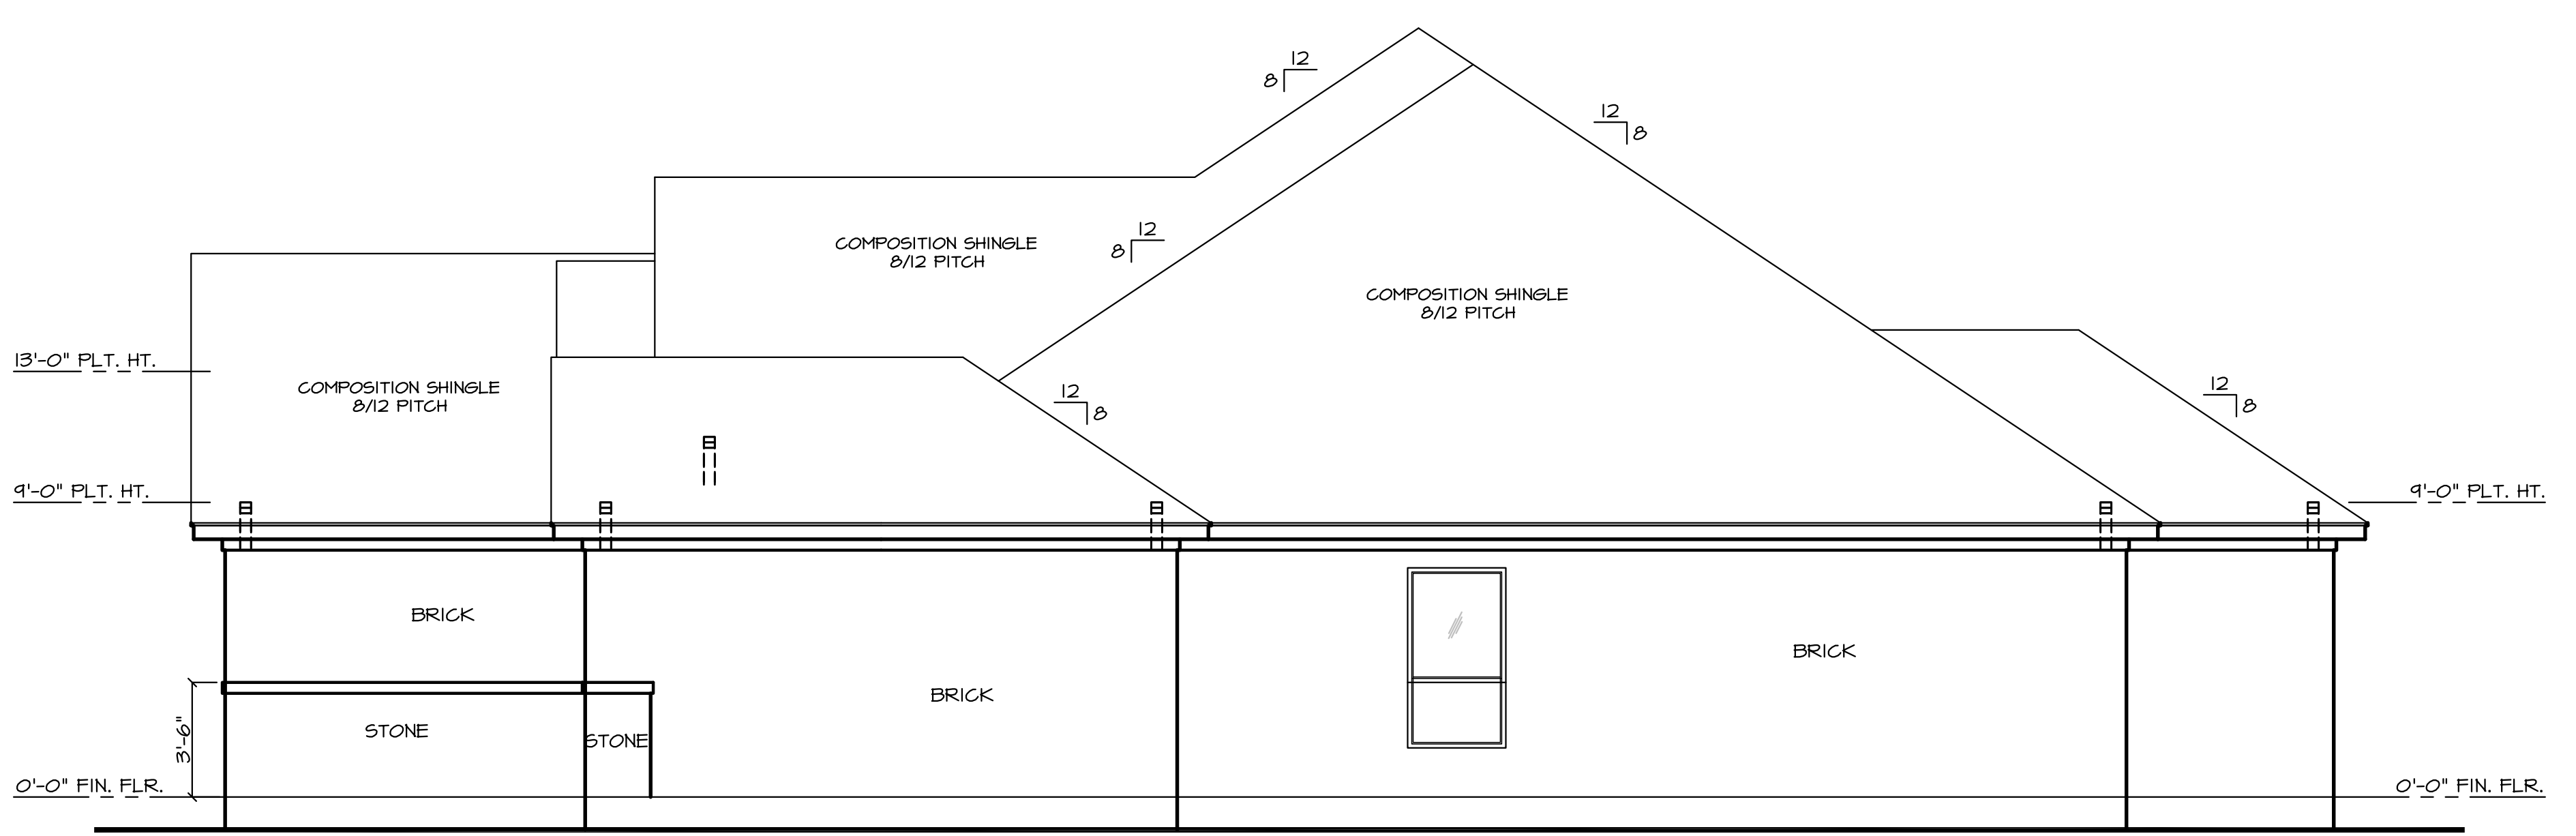 12
8
12
8
12
8
COMPOSITION SHINGLE
8/12 PITCH
COMPOSITION SHINGLE
8/12 PITCH
13'-0" PLT. HT.
COMPOSITION SHINGLE
8/12 PITCH
12
8
12
8
9'-0" PLT. HT.
9'-0" PLT. HT.
BRICK
BRICK
BRICK
STONE
STONE
3'-6"
0'-0" FIN. FLR.
0'-0" FIN. FLR.